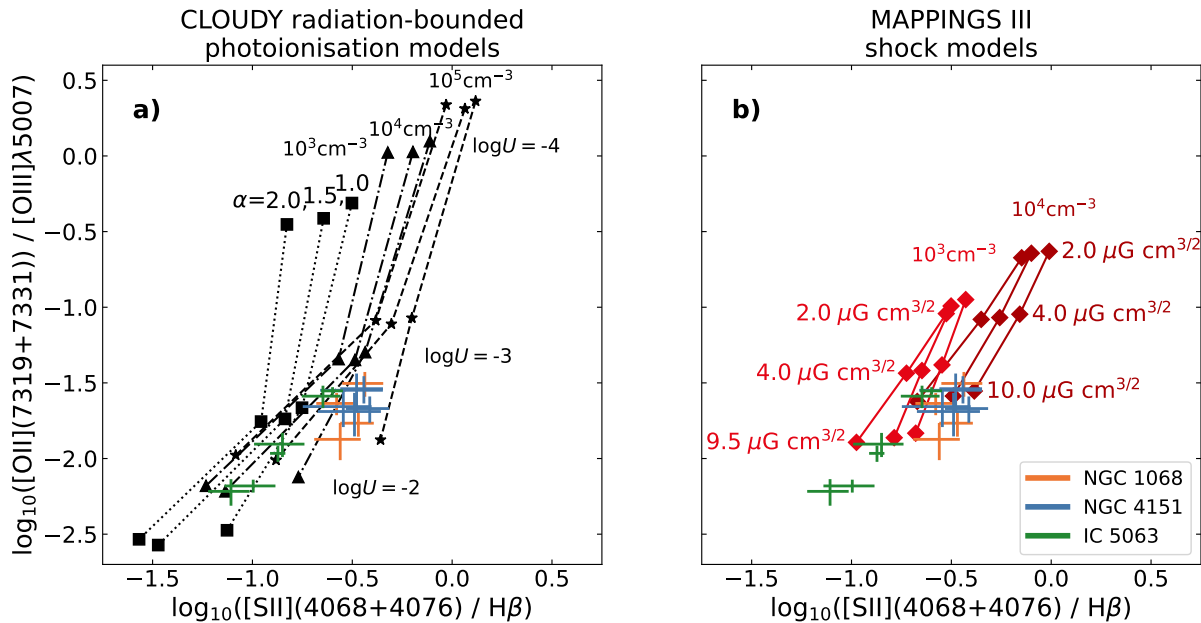 CLOUDY radiation-bounded
photoionisation models
MAPPINGS III
shock models
a)
b)
10⁵cm⁻³
10⁴cm⁻³
10³cm⁻³
α=2.0, 1.5, 1.0
logU = -4
logU = -3
logU = -2
10⁴cm⁻³
10³cm⁻³
2.0 μG cm^{3/2}
2.0 μG cm^{3/2}
4.0 μG cm^{3/2}
4.0 μG cm^{3/2}
10.0 μG cm^{3/2}
9.5 μG cm^{3/2}
NGC 1068
NGC 4151
IC 5063
0.5
0.0
−0.5
−1.0
−1.5
−2.0
−2.5
log₁₀([OII](7319+7331)) / [OIII]λ5007)
−1.5 −1.0 −0.5 0.0 0.5
−1.5 −1.0 −0.5 0.0 0.5
log₁₀([SII](4068+4076) / Hβ)
log₁₀([SII](4068+4076) / Hβ)